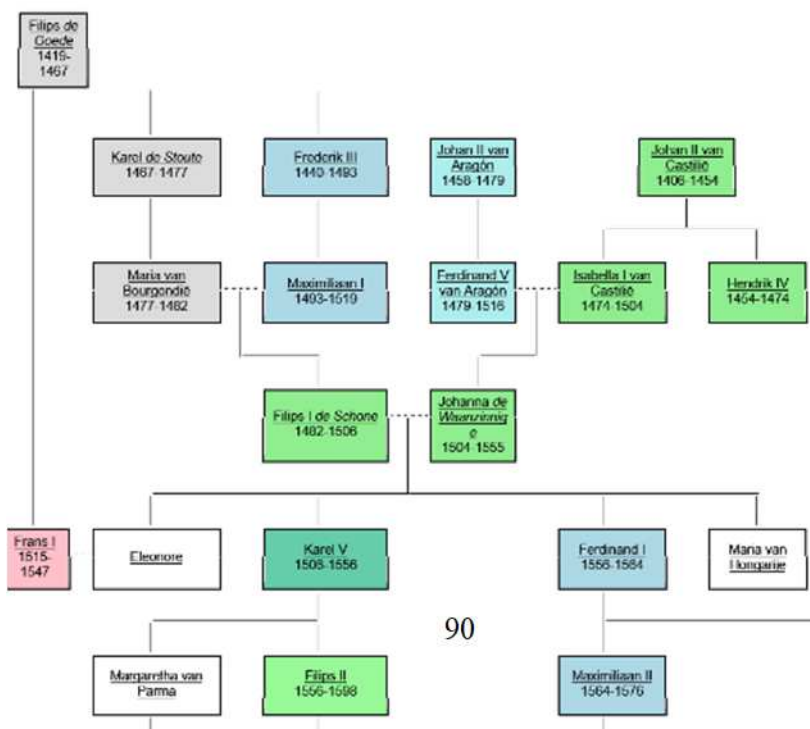 Filips de
Goede
1419-
1467
Karel de Stoute
1467-1477
Frederik III
1440-1493
Johan II van
Aragón
1458-1479
Johan II van
Castilië
1406-1454
Maria van
Bourgondië
1477-1482
Maximiliaan I
1493-1519
Ferdinand V
van Aragón
1479-1516
Isabella I van
Castilië
1474-1504
Hendrik IV
1454-1474
Filips I de Schone
1482-1506
Johanna de
Waanzinnig
e
1504-1555
Frans I
1515-
1547
Eleonore
Karel V
1506-1556
Ferdinand I
1556-1564
Maria van
Hongarije
90
Margaretha van
Parma
Filips II
1556-1598
Maximiliaan II
1564-1576